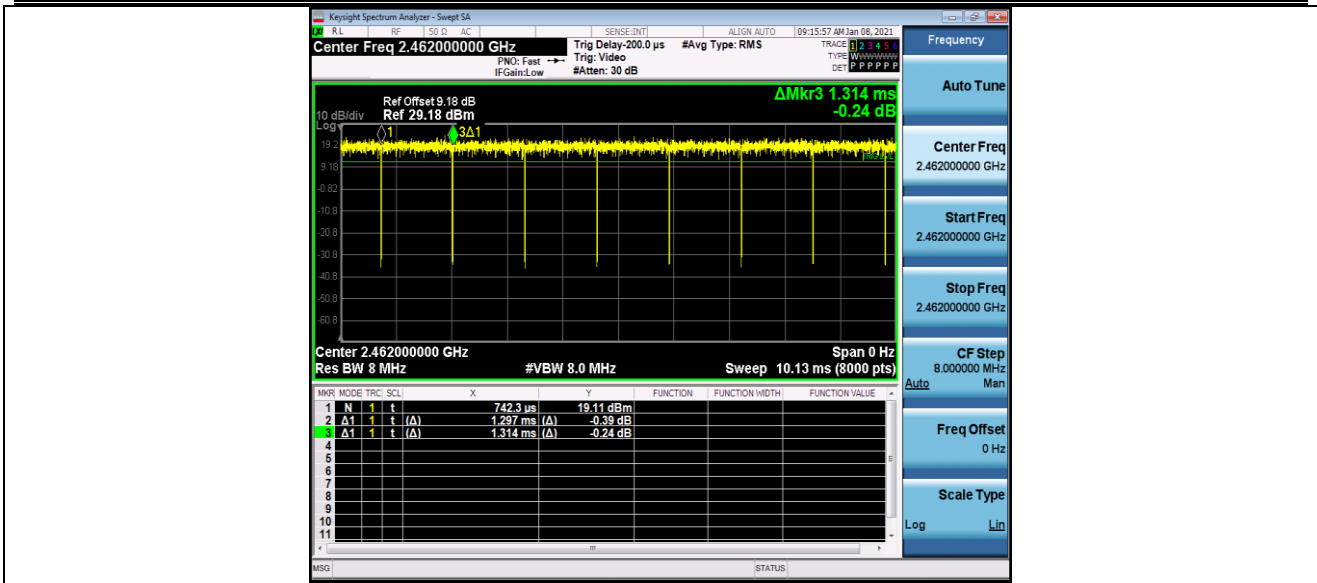 Keysight Spectrum Analyzer - Swept SA
RL RF 50 Ω AC SENSE:INT ALIGN AUTO 09:15:57 AM Jan 08, 2021
Center Freq 2.462000000 GHz
PNO: Fast
IFGain:Low
Trig Delay-200.0 µs
Trig: Video
#Atten: 30 dB
#Avg Type: RMS
TRACE 1 2 3 4 5 6
TYPE WWWWWW
DET P P P P P P
ΔMkr3 1.314 ms
-0.24 dB
Ref Offset 9.18 dB
10 dB/div Ref 29.18 dBm
Log
1 3Δ1
19.2
9.18
-0.82
-10.8
-20.8
-30.8
-40.8
-50.8
-60.8
TRIG LVL
Center 2.462000000 GHz Span 0 Hz
Res BW 8 MHz #VBW 8.0 MHz Sweep 10.13 ms (8000 pts)
MKR MODE TRC SCL X Y FUNCTION FUNCTION WIDTH FUNCTION VALUE
1 N 1 t 742.3 µs 19.11 dBm
2 Δ1 1 t (Δ) 1.297 ms (Δ) -0.39 dB
3 Δ1 1 t (Δ) 1.314 ms (Δ) -0.24 dB
4
5
6
7
8
9
10
11
MSG STATUS
Frequency
Auto Tune
Center Freq
2.462000000 GHz
Start Freq
2.462000000 GHz
Stop Freq
2.462000000 GHz
CF Step
8.000000 MHz
Auto Man
Freq Offset
0 Hz
Scale Type
Log Lin